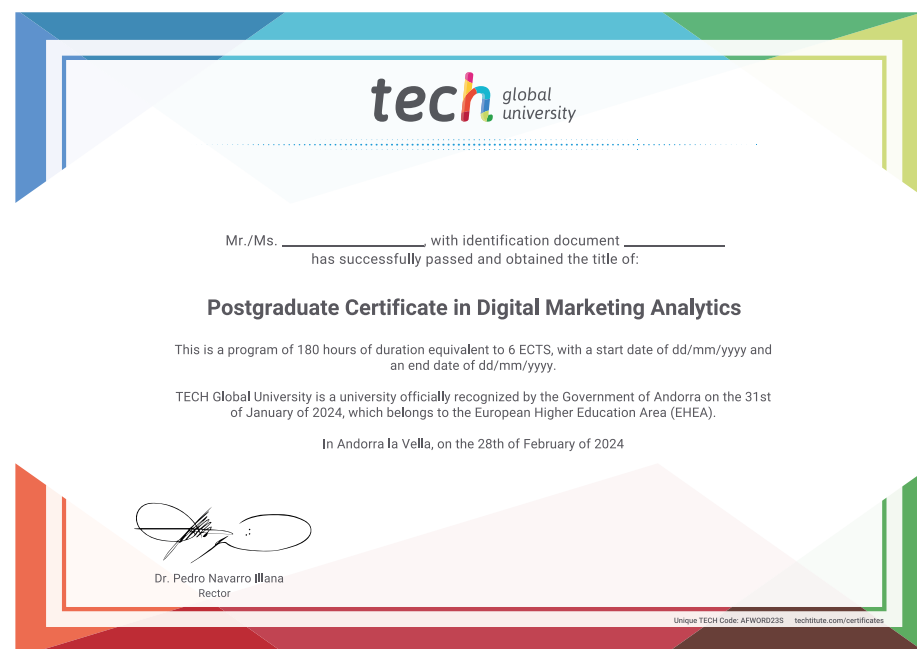 tech global university
Mr./Ms. ____________, with identification document ____________
has successfully passed and obtained the title of:
Postgraduate Certificate in Digital Marketing Analytics
This is a program of 180 hours of duration equivalent to 6 ECTS, with a start date of dd/mm/yyyy and
an end date of dd/mm/yyyy.
TECH Global University is a university officially recognized by the Government of Andorra on the 31st
of January of 2024, which belongs to the European Higher Education Area (EHEA).
In Andorra la Vella, on the 28th of February of 2024
Dr. Pedro Navarro Illana
Rector
Unique TECH Code: AFWORD23S techtitute.com/certificates